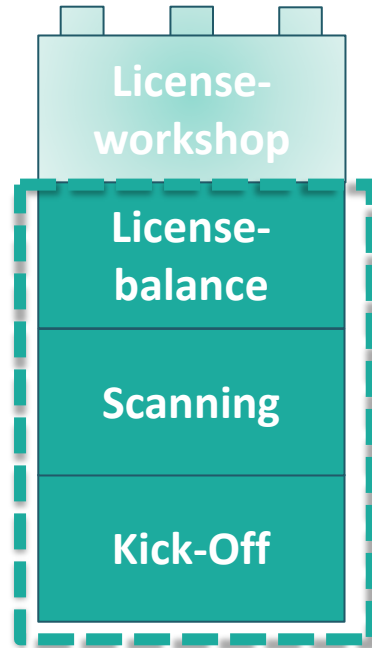 License-
workshop
License-
balance
Scanning
Kick-Off